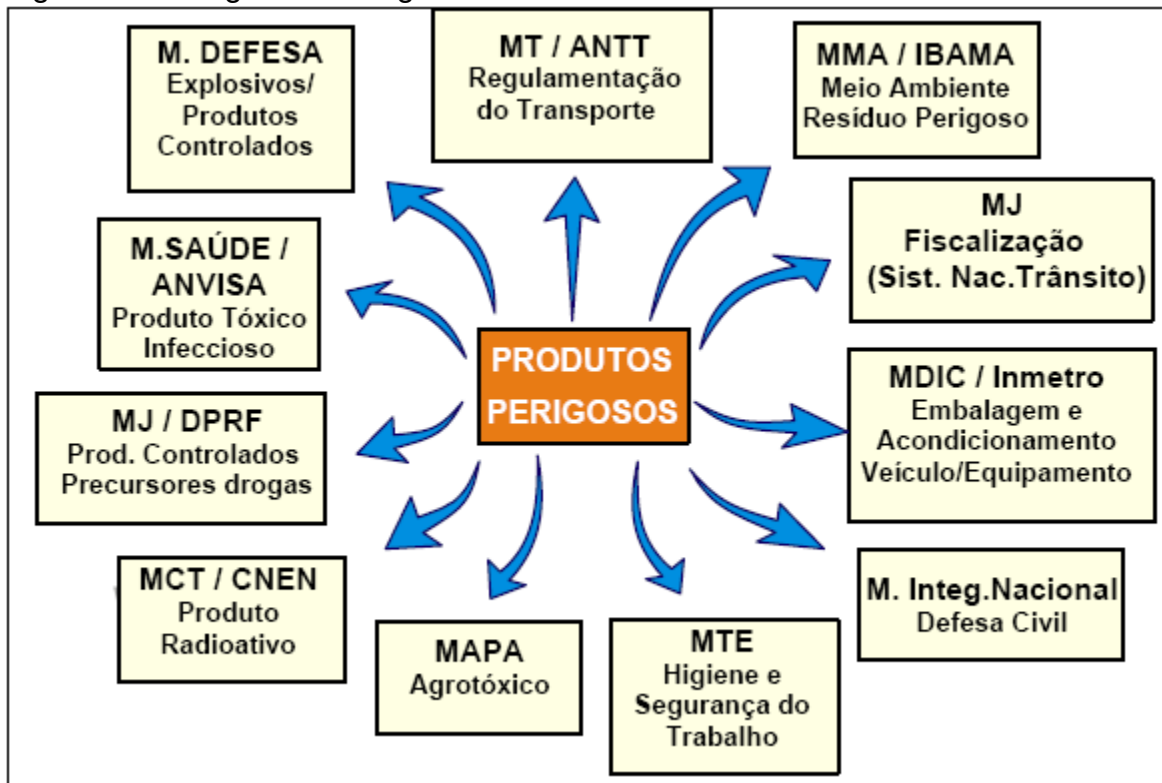 M. DEFESA
Explosivos/
Produtos
Controlados
MT / ANTT
Regulamentação
do Transporte
MMA / IBAMA
Meio Ambiente
Resíduo Perigoso
MJ
Fiscalização
(Sist. Nac.Trânsito)
M.SAÚDE /
ANVISA
Produto Tóxico
Infeccioso
PRODUTOS
PERIGOSOS
MDIC / Inmetro
Embalagem e
Acondicionamento
Veículo/Equipamento
MJ / DPRF
Prod. Controlados
Precursores drogas
MCT / CNEN
Produto
Radioativo
MAPA
Agrotóxico
MTE
Higiene e
Segurança do
Trabalho
M. Integ.Nacional
Defesa Civil